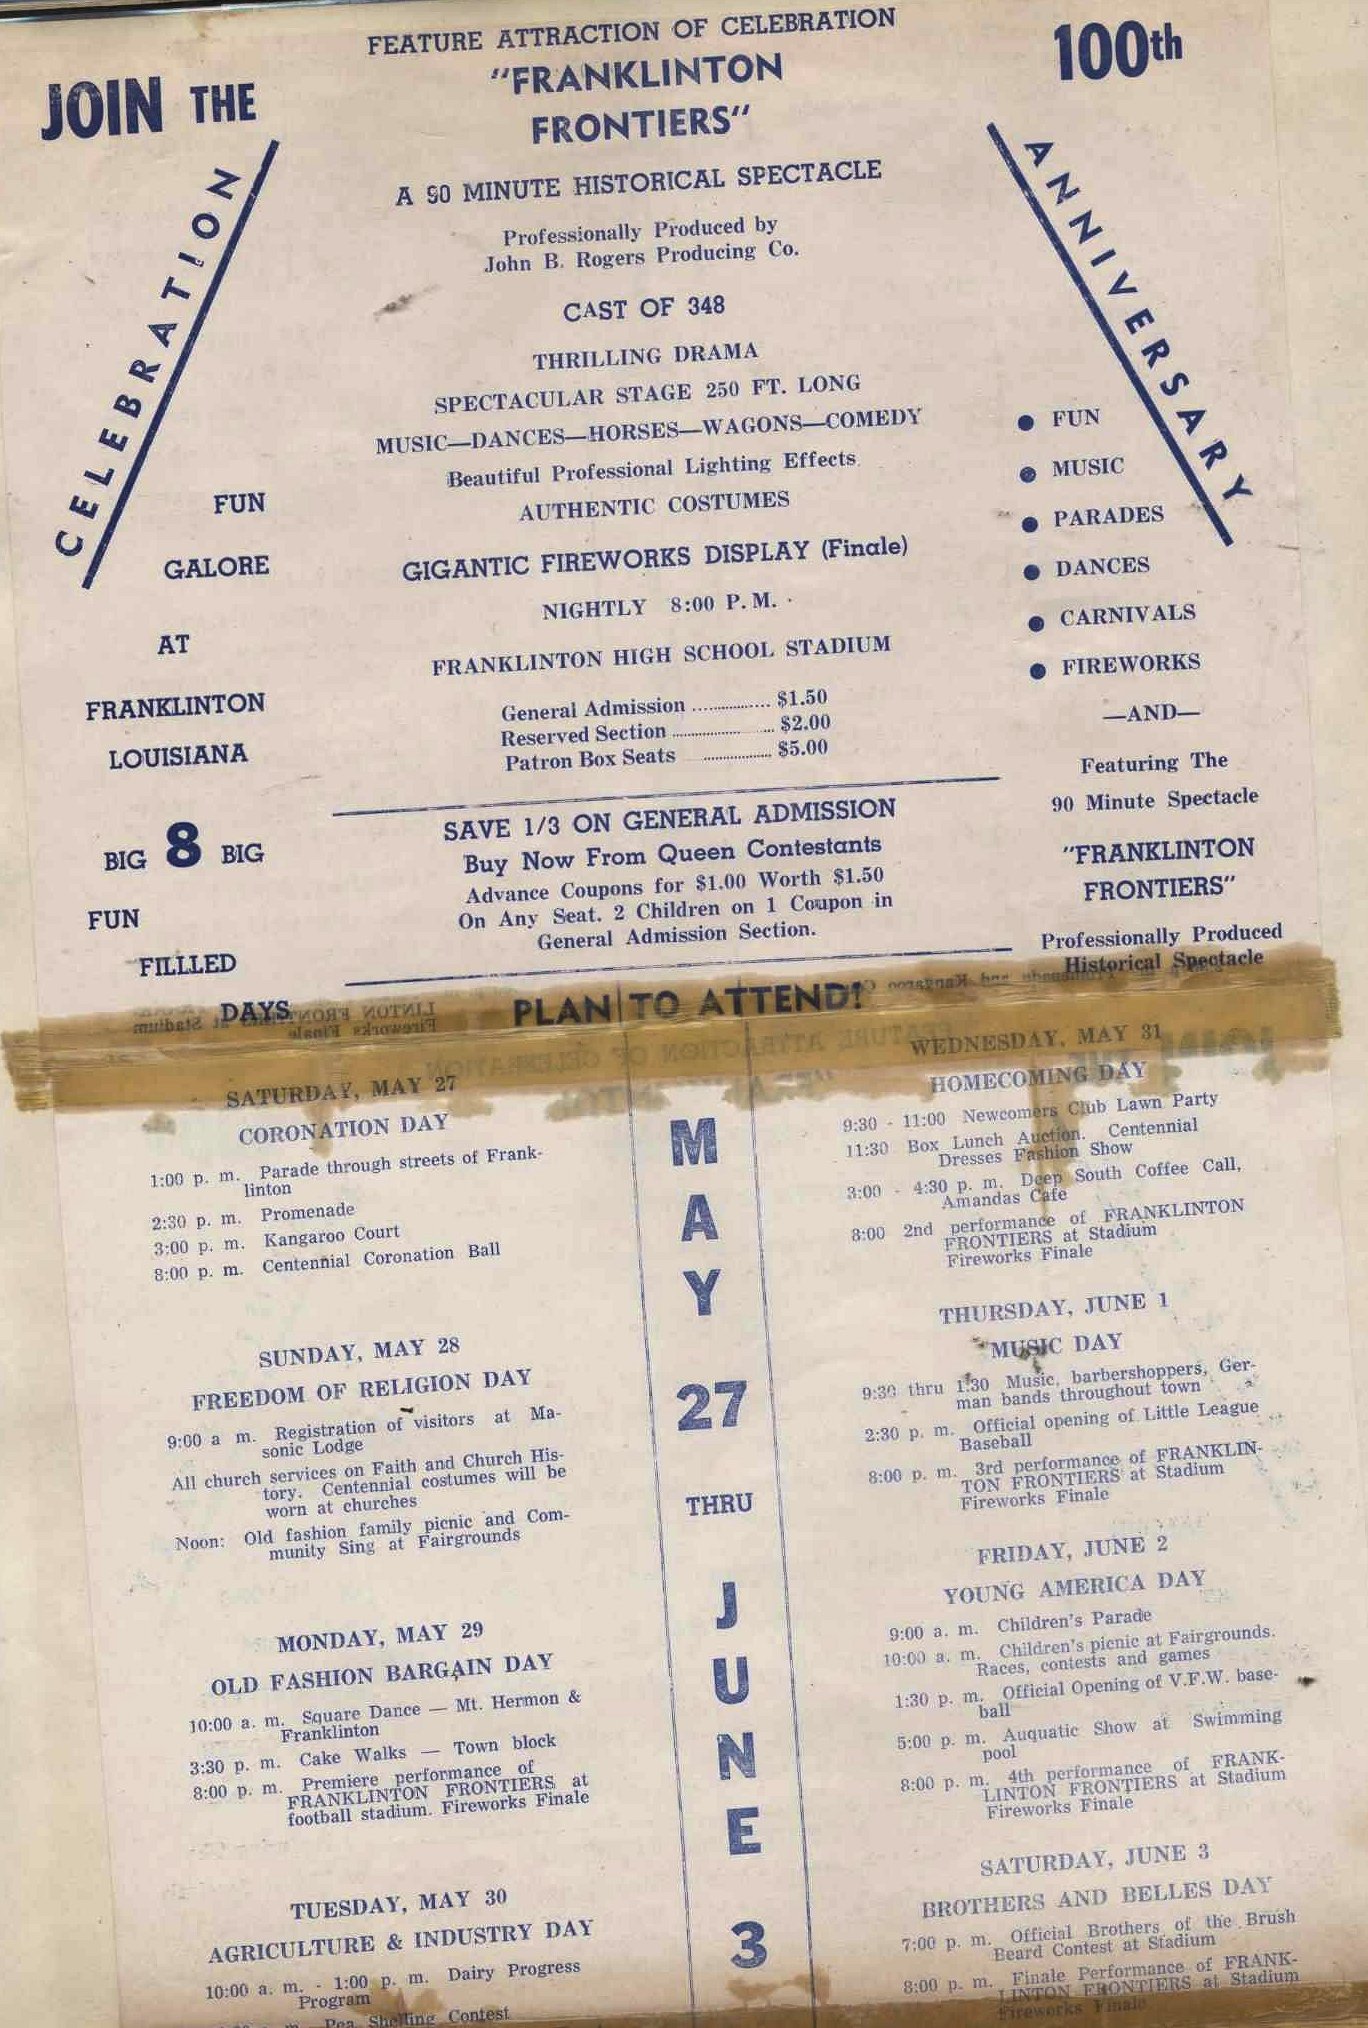 JOIN THE
CELEBRATION
FEATURE ATTRACTION OF CELEBRATION
"FRANKLINTON
FRONTIERS"
100th
ANNIVERSARY
A 90 MINUTE HISTORICAL SPECTACLE
Professionally Produced by
John B. Rogers Producing Co.
CAST OF 348
THRILLING DRAMA
SPECTACULAR STAGE 250 FT. LONG
MUSIC—DANCES—HORSES—WAGONS—COMEDY
Beautiful Professional Lighting Effects
AUTHENTIC COSTUMES
GIGANTIC FIREWORKS DISPLAY (Finale)
NIGHTLY 8:00 P. M.
FRANKLINTON HIGH SCHOOL STADIUM
General Admission ................. $1.50
Reserved Section ................. $2.00
Patron Box Seats ................. $5.00
SAVE 1/3 ON GENERAL ADMISSION
Buy Now From Queen Contestants
Advance Coupons for $1.00 Worth $1.50
On Any Seat. 2 Children on 1 Coupon in
General Admission Section.
FUN
GALORE
AT
FRANKLINTON
LOUISIANA
BIG 8 BIG
FUN
FILLLED
DAYS
• FUN
• MUSIC
• PARADES
• DANCES
• CARNIVALS
• FIREWORKS
—AND—
Featuring The
90 Minute Spectacle
"FRANKLINTON
FRONTIERS"
Professionally Produced
Historical Spectacle
PLAN TO ATTEND!
SATURDAY, MAY 27
CORONATION DAY
1:00 p. m. Parade through streets of Frank-
linton
2:30 p. m. Promenade
3:00 p. m. Kangaroo Court
8:00 p. m. Centennial Coronation Ball
SUNDAY, MAY 28
FREEDOM OF RELIGION DAY
9:00 a m. Registration of visitors at Ma-
sonic Lodge
All church services on Faith and Church His-
tory. Centennial costumes will be
worn at churches
Noon: Old fashion family picnic and Com-
munity Sing at Fairgrounds
MONDAY, MAY 29
OLD FASHION BARGAIN DAY
10:00 a. m. Square Dance — Mt. Hermon &
Franklinton
3:30 p. m. Cake Walks — Town block
8:00 p. m. Premiere performance of
FRANKLINTON FRONTIERS at
football stadium. Fireworks Finale
TUESDAY, MAY 30
AGRICULTURE & INDUSTRY DAY
10:00 a. m. - 1:00 p. m. Dairy Progress
Program
m. Pea Shelling Contest
MAY
27
THRU
JUNE
3
WEDNESDAY, MAY 31
HOMECOMING DAY
9:30 - 11:00 Newcomers Club Lawn Party
11:30 Box Lunch Auction. Centennial
Dresses Fashion Show
3:00 - 4:30 p. m. Deep South Coffee Call,
Amandas Cafe
8:00 2nd performance of FRANKLINTON
FRONTIERS at Stadium
Fireworks Finale
THURSDAY, JUNE 1
MUSIC DAY
9:30 thru 1:30 Music, barbershoppers, Ger-
man bands throughout town
2:30 p. m. Official opening of Little League
Baseball
8:00 p. m. 3rd performance of FRANKLIN-
TON FRONTIERS at Stadium
Fireworks Finale
FRIDAY, JUNE 2
YOUNG AMERICA DAY
9:00 a. m. Children's Parade
10:00 a. m. Children's picnic at Fairgrounds.
Races, contests and games
1:30 p. m. Official Opening of V.F.W. base-
ball
5:00 p. m. Auquatic Show at Swimming
pool
8:00 p. m. 4th performance of FRANK-
LINTON FRONTIERS at Stadium
Fireworks Finale
SATURDAY, JUNE 3
BROTHERS AND BELLES DAY
7:00 p. m. Official Brothers of the Brush
Beard Contest at Stadium
8:00 p. m. Finale Performance of FRANK-
LINTON FRONTIERS at Stadium
Fireworks Finale